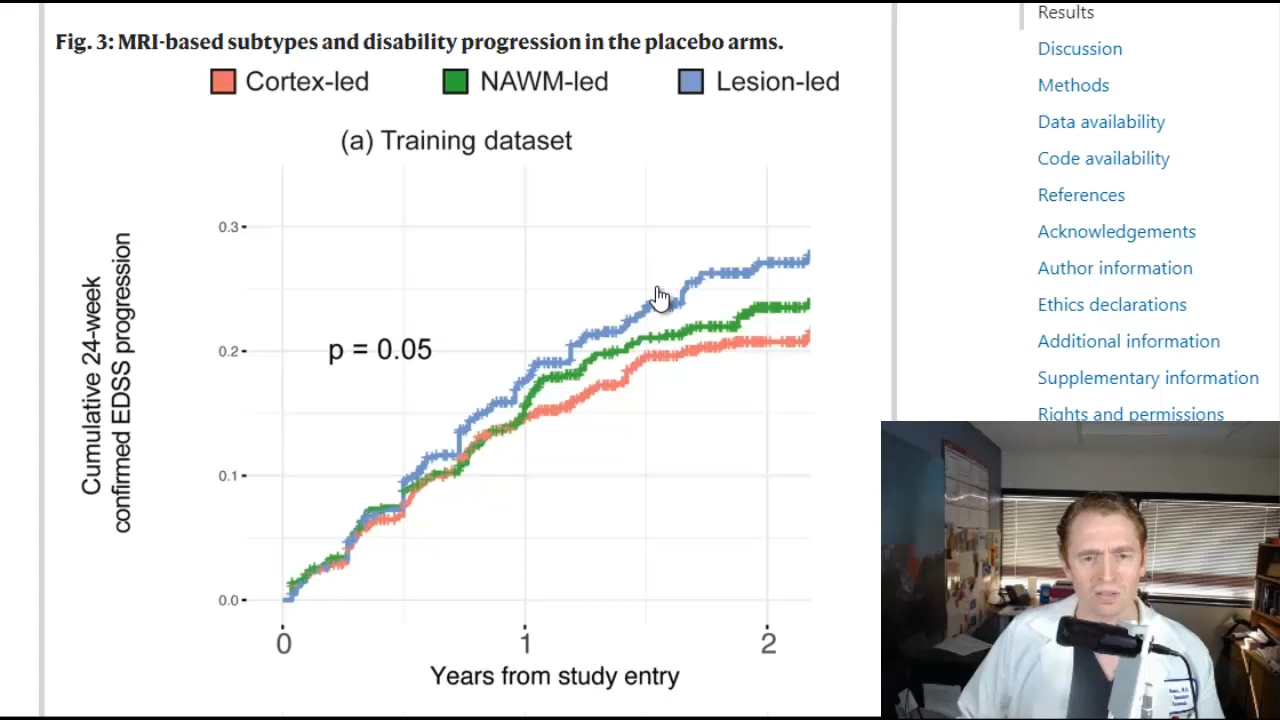 Fig. 3: MRI-based subtypes and disability progression in the placebo arms.
Cortex-led NAWM-led Lesion-led
(a) Training dataset
0.3
0.2
0.1
0.0
p = 0.05
Cumulative 24-week
confirmed EDSS progression
0 1 2
Years from study entry
Results
Discussion
Methods
Data availability
Code availability
References
Acknowledgements
Author information
Ethics declarations
Additional information
Supplementary information
Rights and permissions